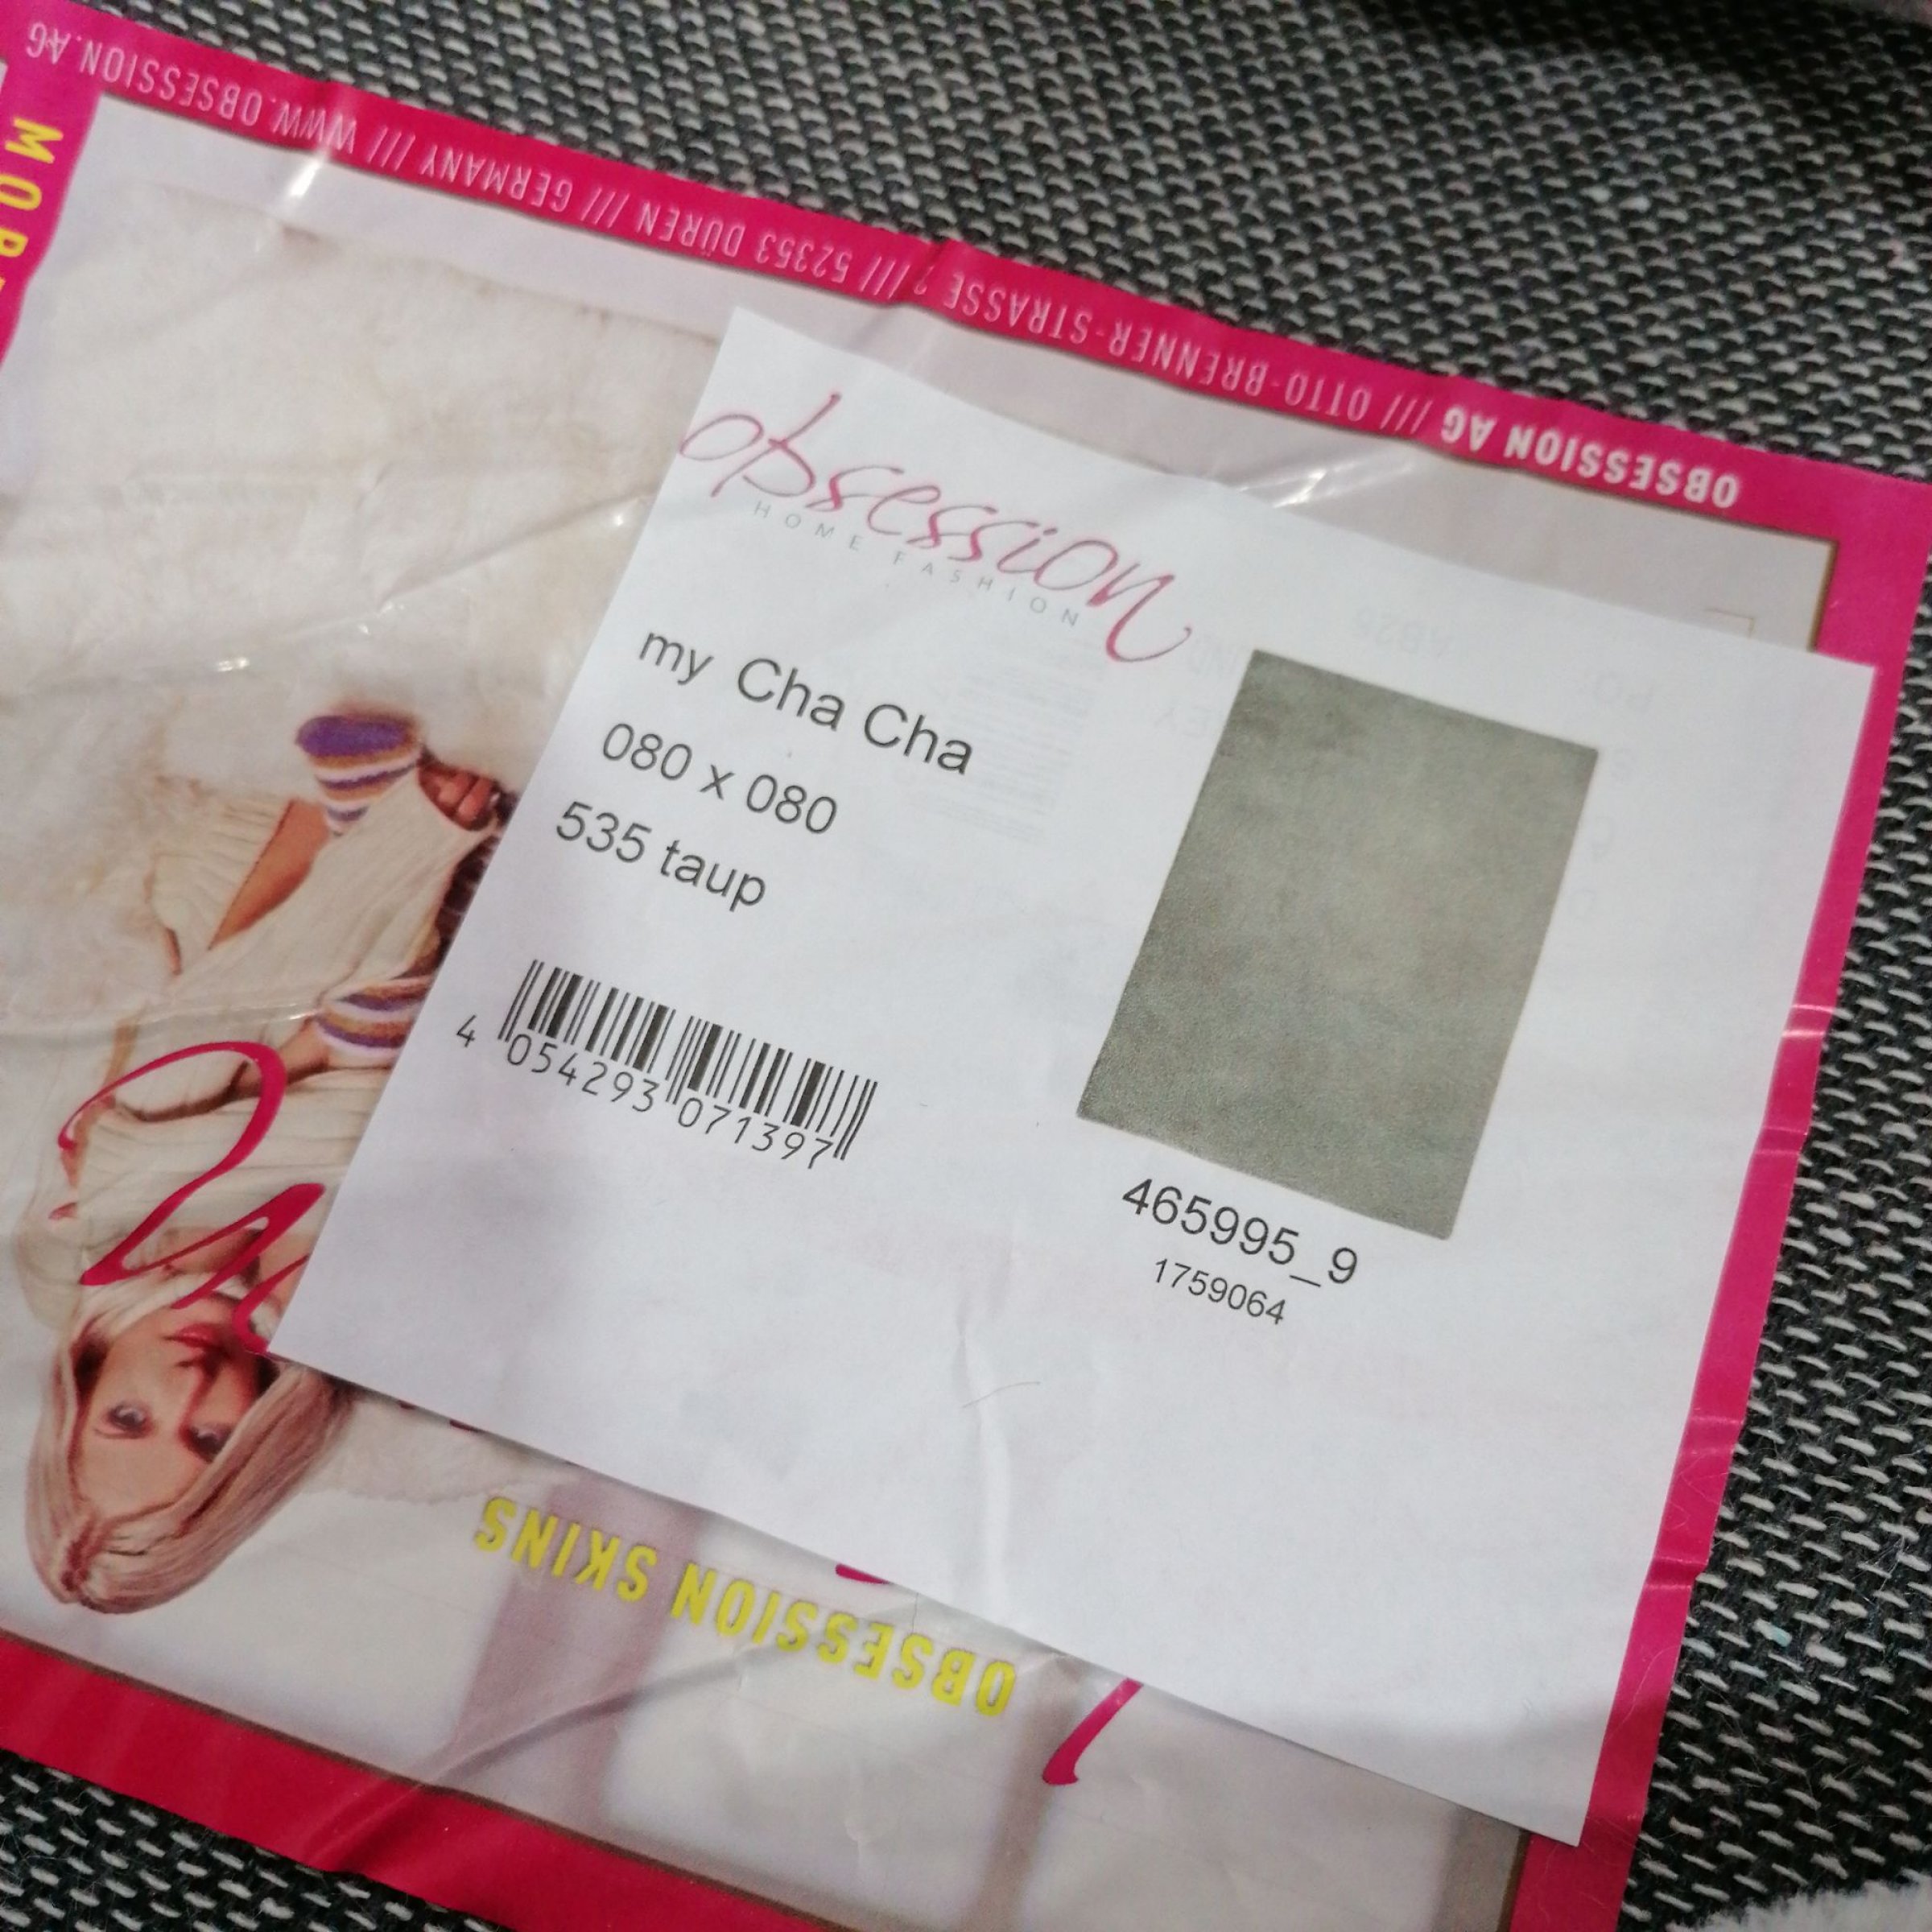 OBSESSION AG /// OTTO-BRENNER-STRASSE /// 52353 DÜREN /// GERMANY /// WWW.OBSESSION.AG
obsession
HOME FASHION
my Cha Cha
080 x 080
535 taup
4 054293 071397
465995_9
1759064
OBSESSION SKINS